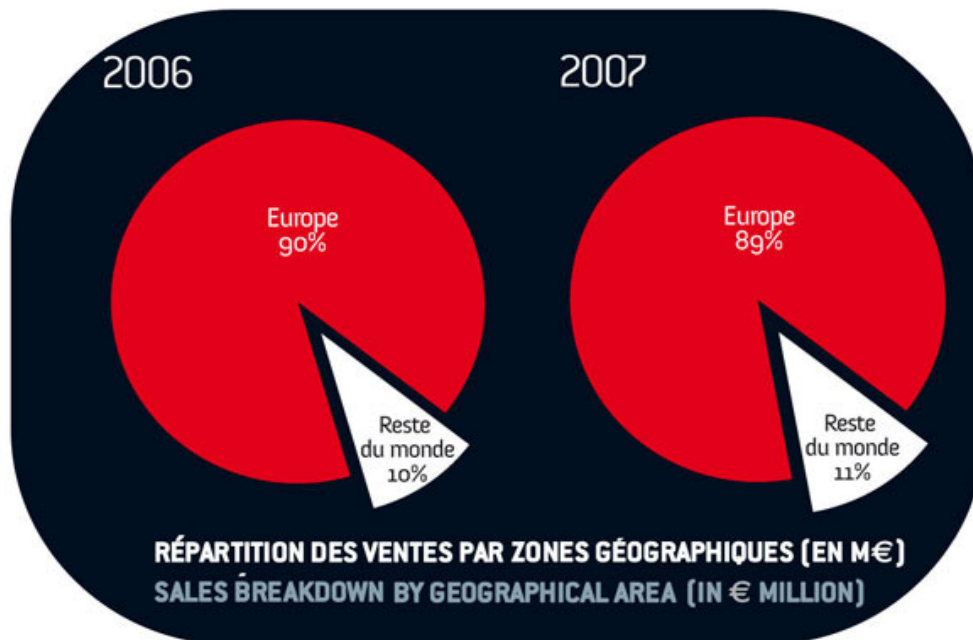 2006
Europe
90%
Reste
du monde
10%
2007
Europe
89%
Reste
du monde
11%
RÉPARTITION DES VENTES PAR ZONES GÉOGRAPHIQUES (EN M€)
SALES BREAKDOWN BY GEOGRAPHICAL AREA (IN € MILLION)